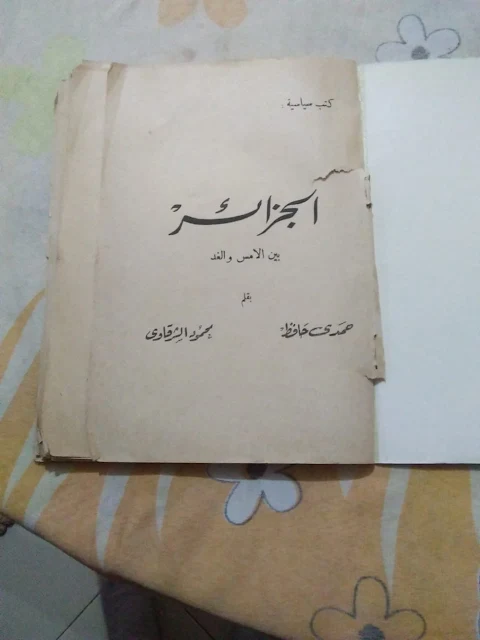 كتب سياسية
الجزائر
بين الامس والغد
بقلم
حمدى حافظ
محمود الشرقاوى